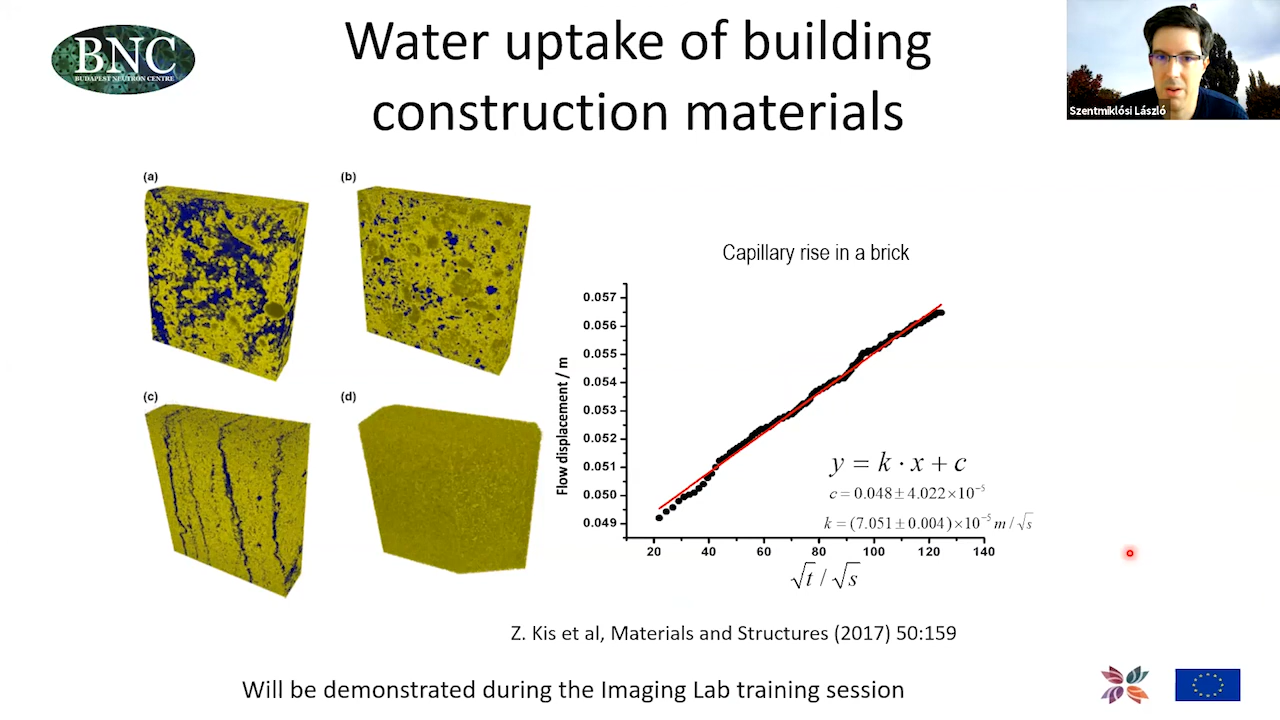 BNC
BUDAPEST NEUTRON CENTRE
Water uptake of building
construction materials
Szentmiklósi László
(a)
(b)
(c)
(d)
Capillary rise in a brick
Flow displacement / m
0.057
0.056
0.055
0.054
0.053
0.052
0.051
0.050
0.049
20 40 60 80 100 120 140
√t / √s
y = k · x + c
c = 0.048 ± 4.022×10⁻⁵
k = (7.051 ± 0.004)×10⁻⁵ m / √s
Z. Kis et al, Materials and Structures (2017) 50:159
Will be demonstrated during the Imaging Lab training session